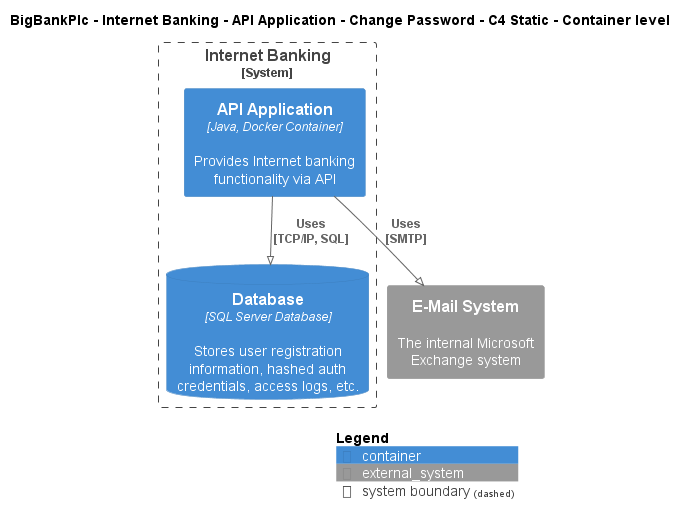 BigBankPlc - Internet Banking - API Application - Change Password - C4 Static - Container level
Internet Banking
[System]
API Application
[Java, Docker Container]
Provides Internet banking
functionality via API
Uses
[TCP/IP, SQL]
Uses
[SMTP]
Database
[SQL Server Database]
Stores user registration
information, hashed auth
credentials, access logs, etc.
E-Mail System
The internal Microsoft
Exchange system
Legend
container
external_system
system boundary (dashed)